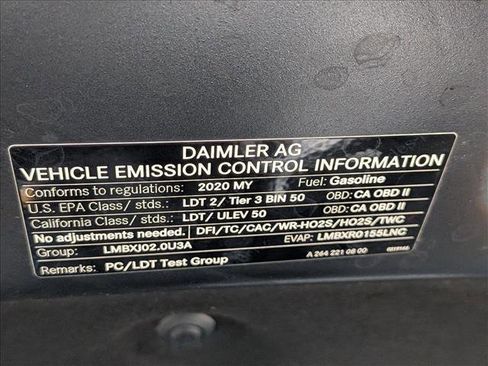 DAIMLER AG
VEHICLE EMISSION CONTROL INFORMATION
Conforms to regulations: 2020 MY Fuel: Gasoline
U.S. EPA Class/ stds.: LDT 2/ Tier 3 BIN 50 OBD: CA OBD II
California Class/ stds.: LDT/ ULEV 50 OBD: CA OBD II
No adjustments needed. DFI/TC/CAC/WR-HO2S/HO2S/TWC
Group: LMBXJ02.0U3A EVAP: LMBXR0155LNC
Remarks: PC/LDT Test Group A 264 221 08 00